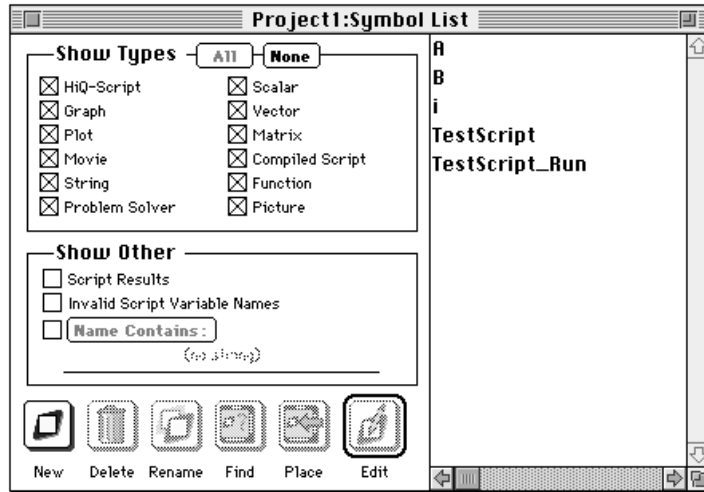 Project1:Symbol List
Show Types All None
HiQ-Script Scalar
Graph Vector
Plot Matrix
Movie Compiled Script
String Function
Problem Solver Picture
Show Other
Script Results
Invalid Script Variable Names
Name Contains:
(no string)
New Delete Rename Find Place Edit
A
B
i
TestScript
TestScript_Run